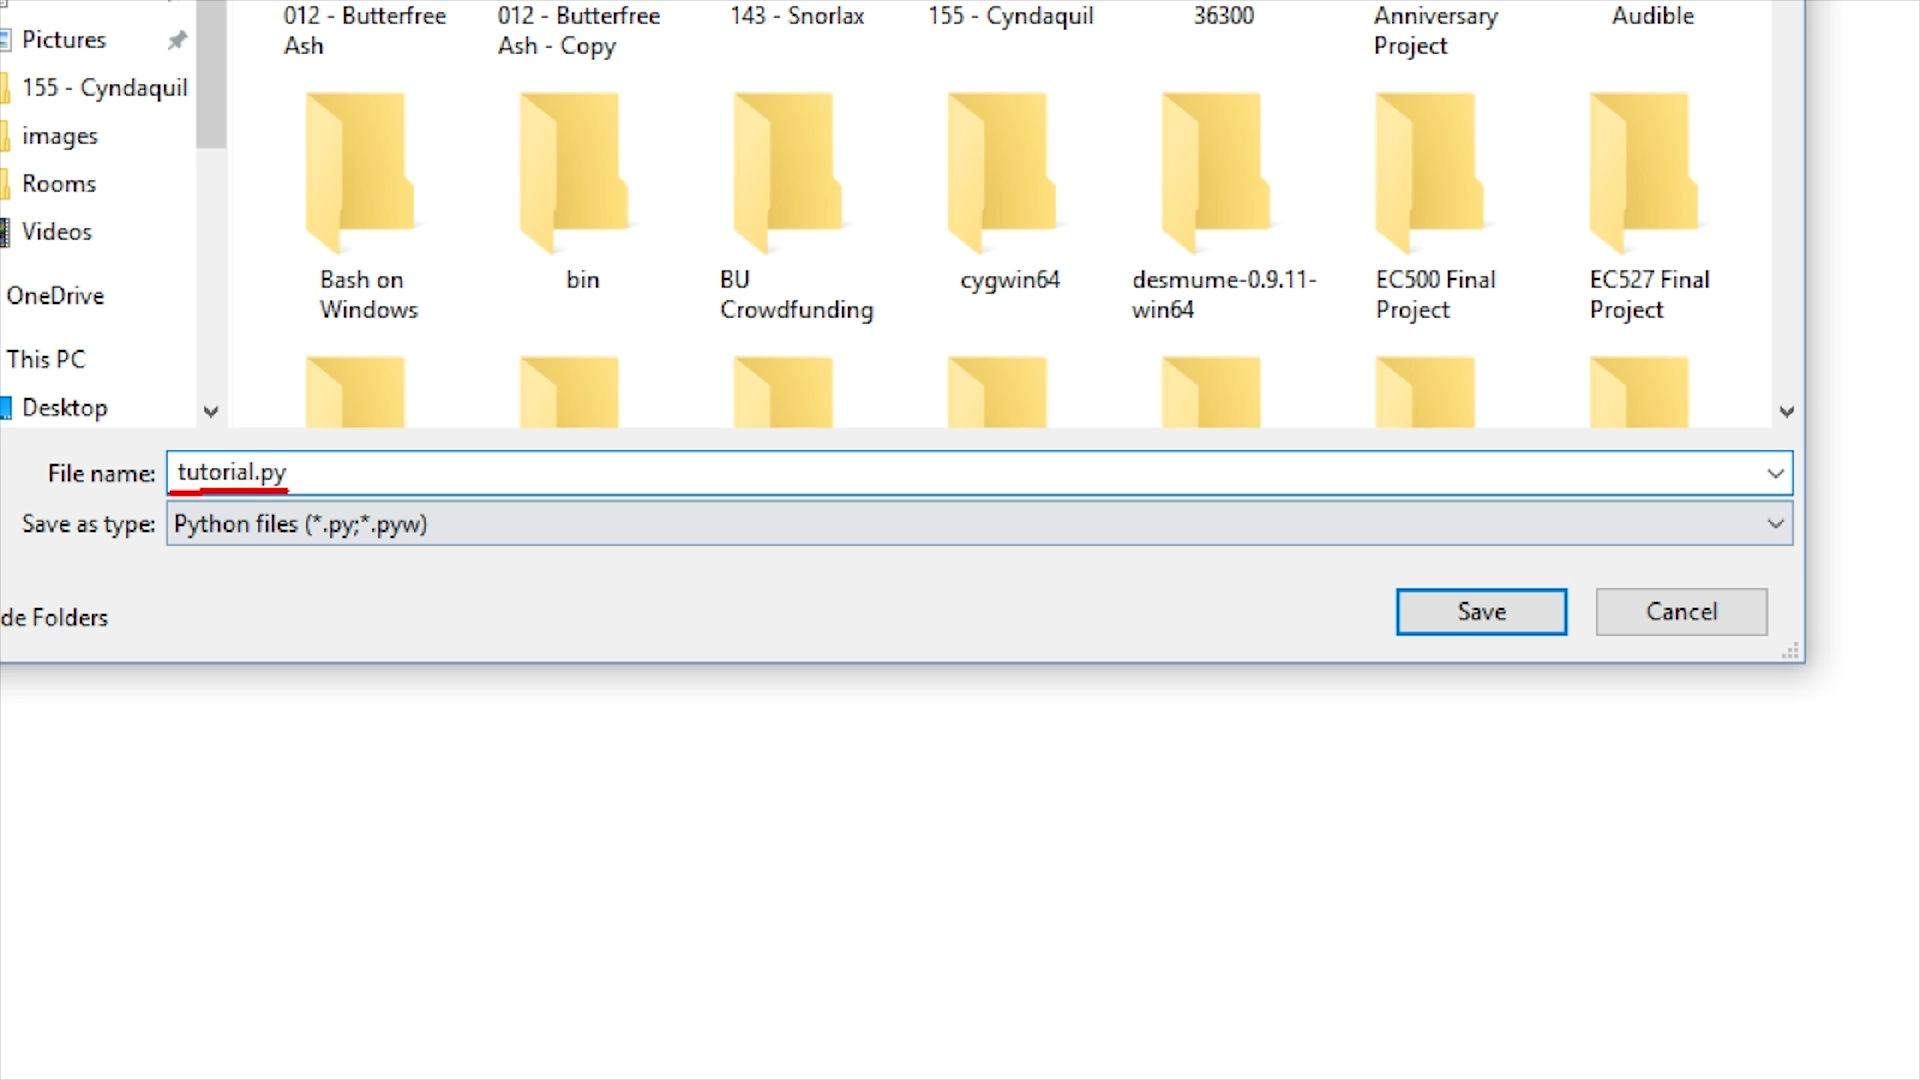 012 - Butterfree
Ash
012 - Butterfree
Ash - Copy
143 - Snorlax
155 - Cyndaquil
36300
Anniversary
Project
Audible
Pictures
155 - Cyndaquil
images
Rooms
Videos
OneDrive
This PC
Desktop
Bash on
Windows
bin
BU
Crowdfunding
cygwin64
desmume-0.9.11-
win64
EC500 Final
Project
EC527 Final
Project
File name: tutorial.py
Save as type: Python files (*.py;*.pyw)
de Folders
Save
Cancel